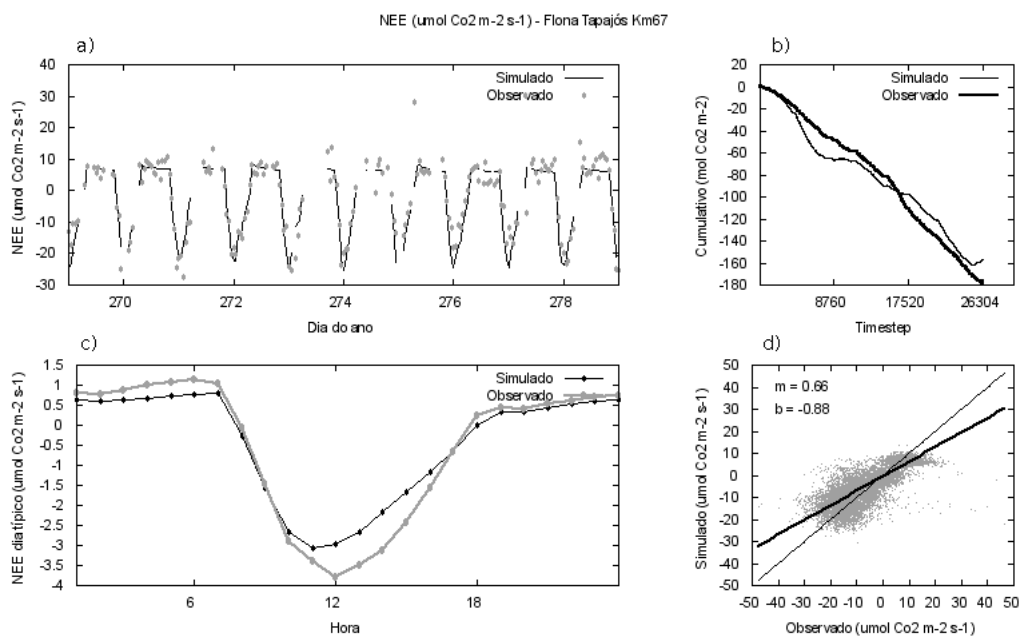 NEE (umol Co2 m-2 s-1) - Flona Tapajós Km67
a)
NEE (umol Co2 m-2 s-1)
40
30
20
10
0
-10
-20
-30
Simulado
Observado
270
272
274
276
278
Dia do ano
b)
Cumulativo (mol Co2 m-2)
20
0
-20
-40
-60
-80
-100
-120
-140
-160
-180
Simulado
Observado
8760
17520
26304
Timestep
c)
NEE diatípico (umol Co2 m-2 s-1)
1.5
1
0.5
0
-0.5
-1
-1.5
-2
-2.5
-3
-3.5
-4
Simulado
Observado
6
12
18
Hora
d)
Simulado (umol Co2 m-2 s-1)
50
40
30
20
10
0
-10
-20
-30
-40
-50
m = 0.66
b = -0.88
-50 -40 -30 -20 -10 0 10 20 30 40 50
Observado (umol Co2 m-2 s-1)